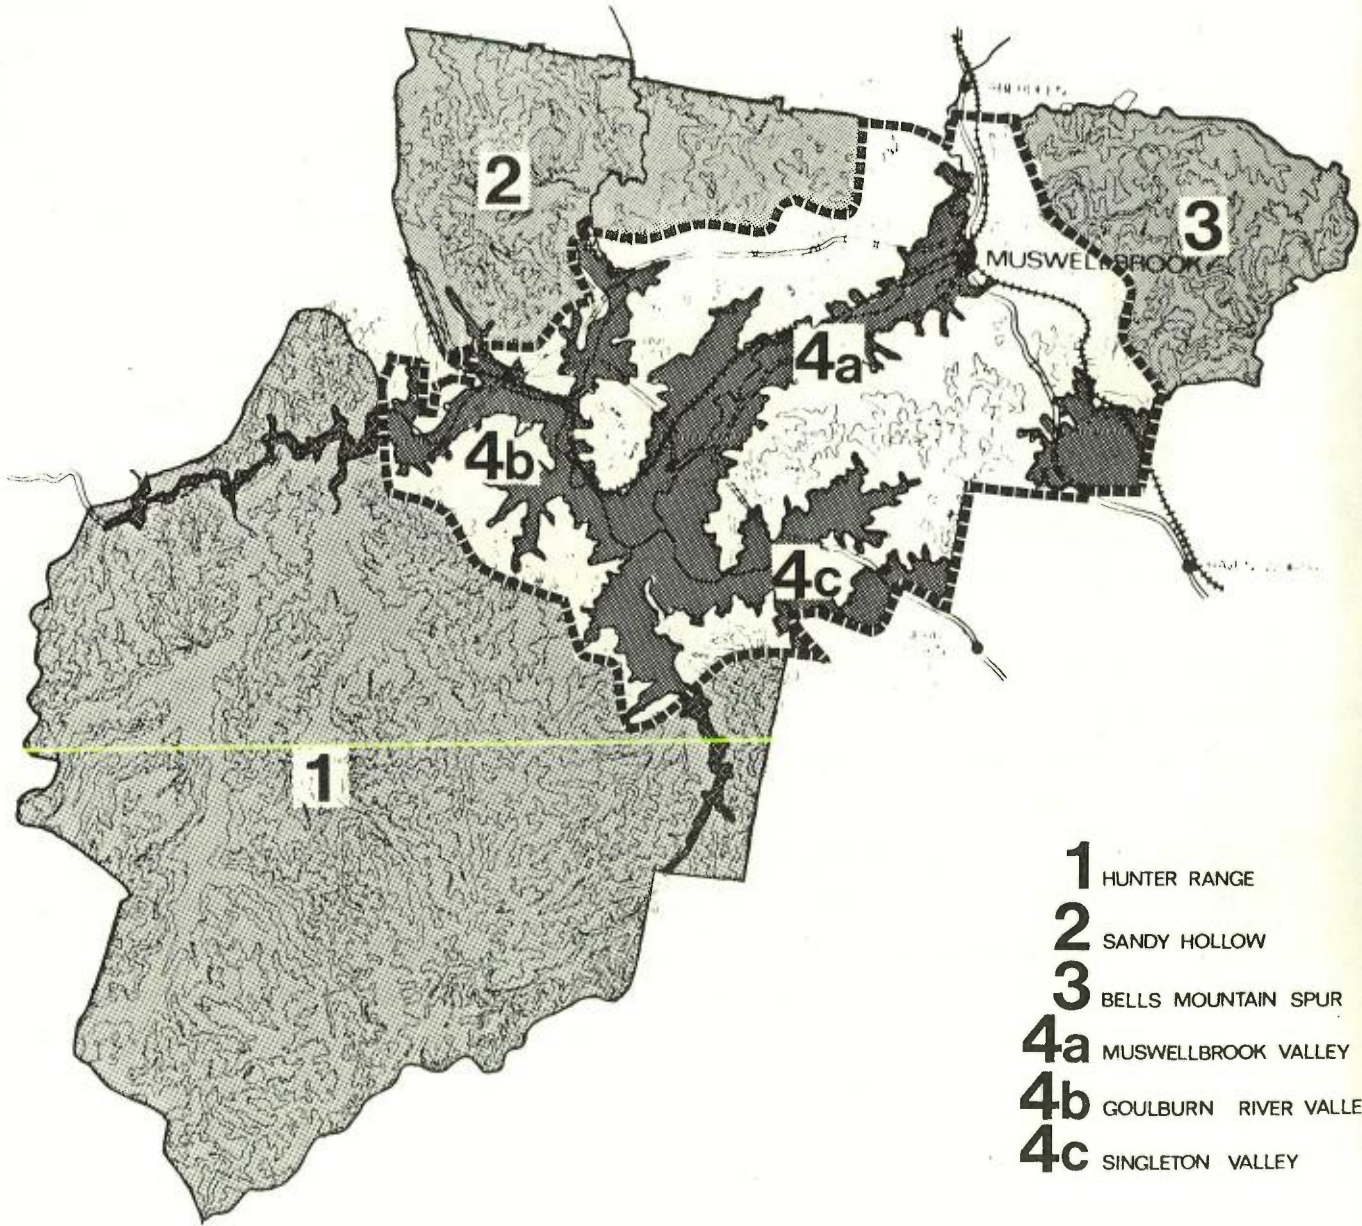 2
3
MUSWELLBROOK
4a
4b
4c
1
1 HUNTER RANGE
2 SANDY HOLLOW
3 BELLS MOUNTAIN SPUR
4a MUSWELLBROOK VALLEY
4b GOULBURN RIVER VALLE
4c SINGLETON VALLEY